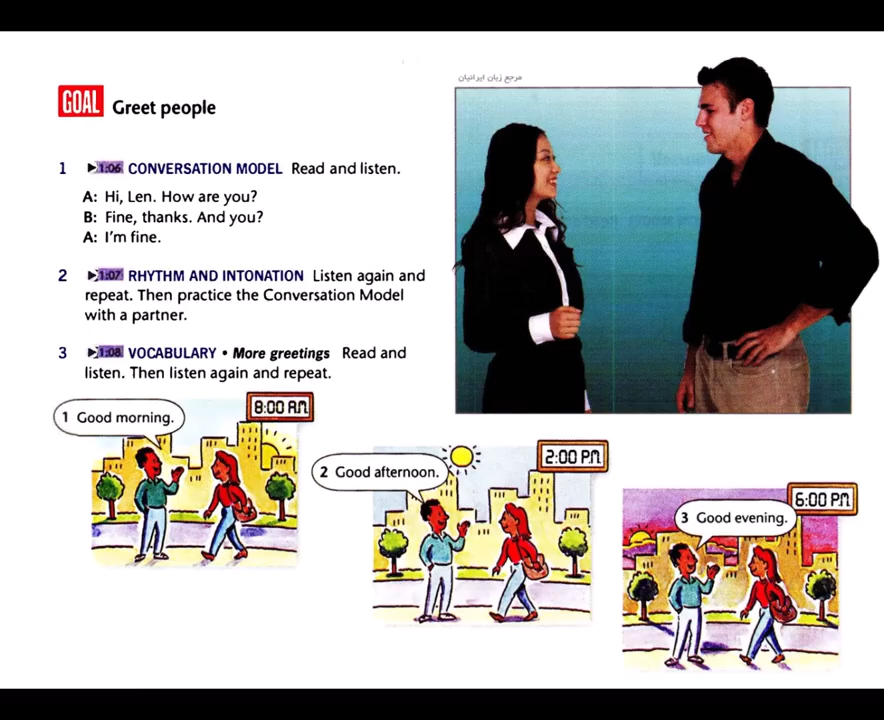 مرجع زبان ایرانیان
GOAL Greet people
1 1:06 CONVERSATION MODEL Read and listen.
A: Hi, Len. How are you?
B: Fine, thanks. And you?
A: I'm fine.
2 1:07 RHYTHM AND INTONATION Listen again and
repeat. Then practice the Conversation Model
with a partner.
3 1:08 VOCABULARY • More greetings Read and
listen. Then listen again and repeat.
8:00 AM
1 Good morning.
2:00 PM
2 Good afternoon.
6:00 PM
3 Good evening.